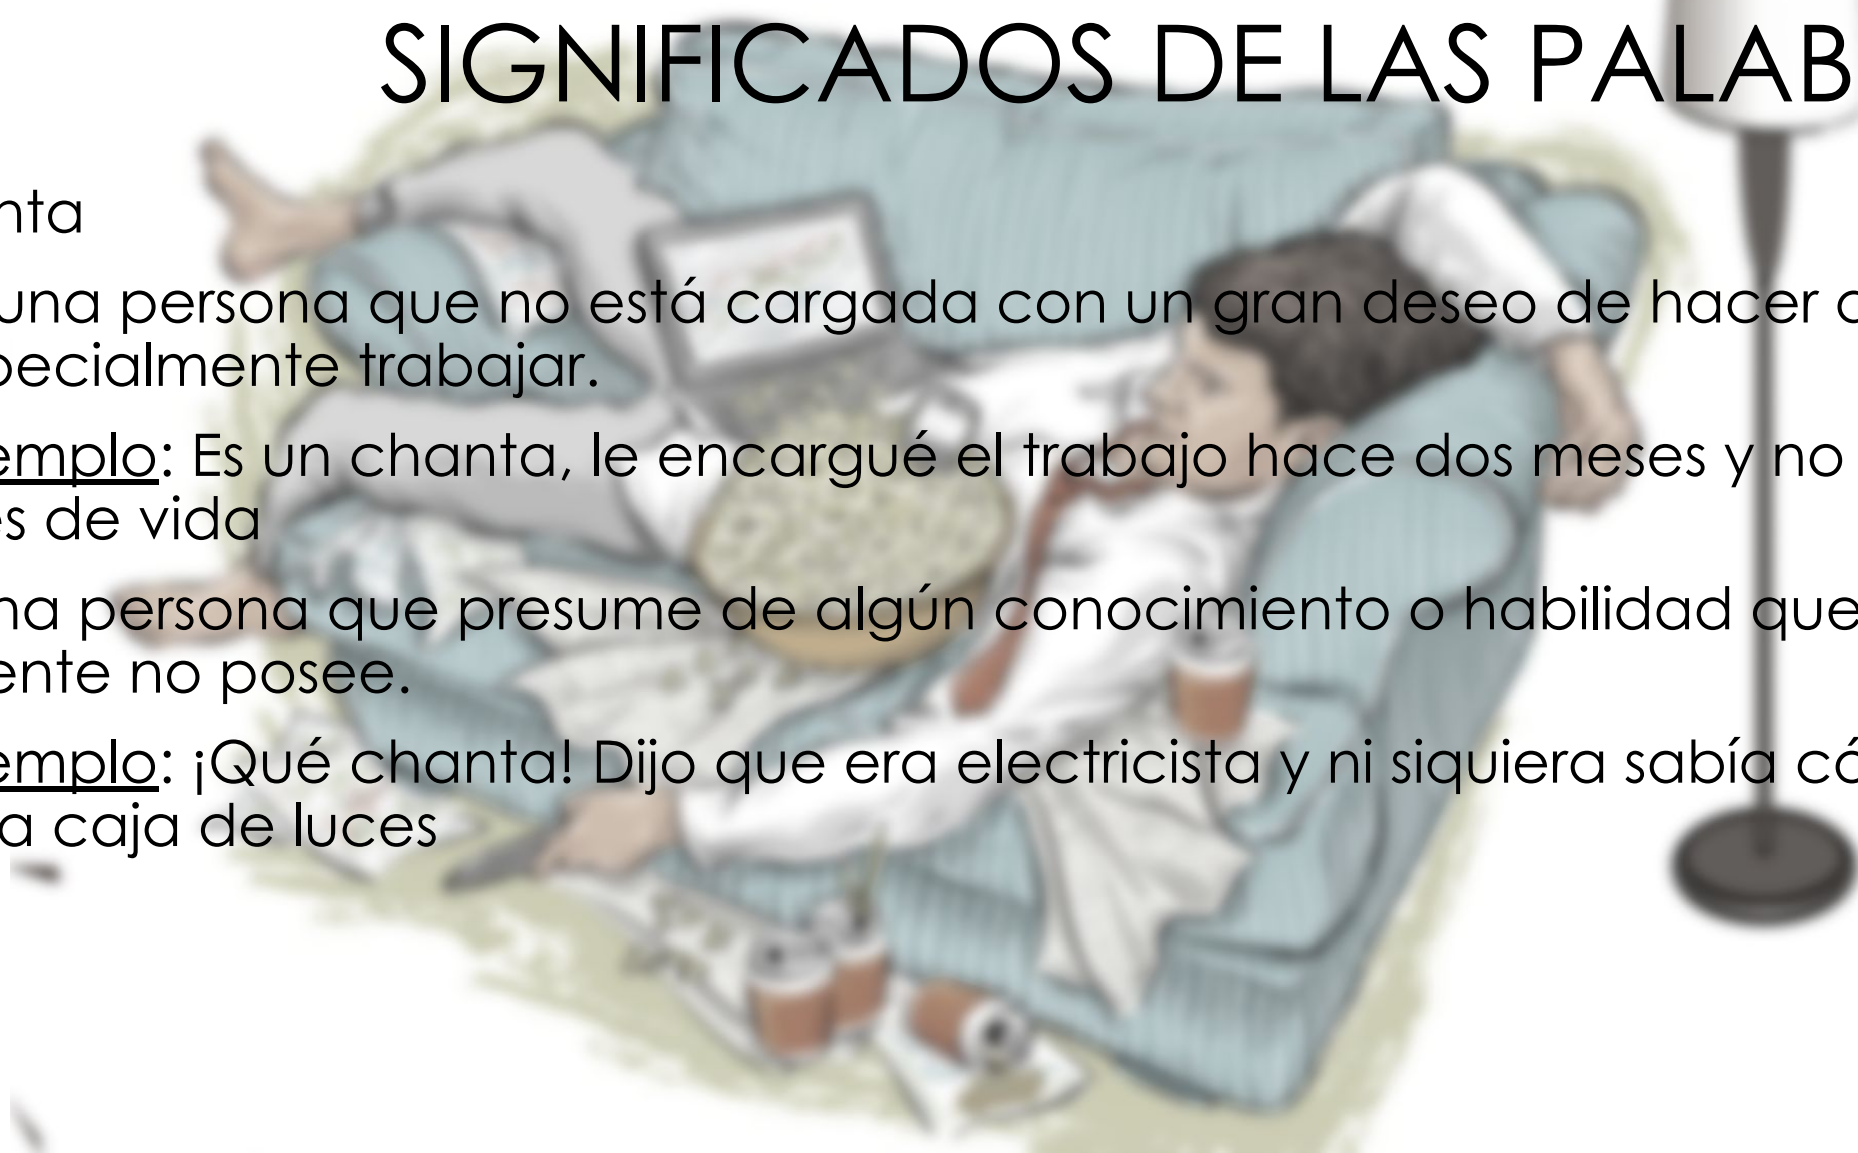 SIGNIFICADOS DE LAS PALAB
nta
una persona que no está cargada con un gran deseo de hacer
pecialmente trabajar.
emplo: Es un chanta, le encargué el trabajo hace dos meses y no
es de vida
na persona que presume de algún conocimiento o habilidad que
ente no posee.
emplo: ¡Qué chanta! Dijo que era electricista y ni siquiera sabía có
a caja de luces